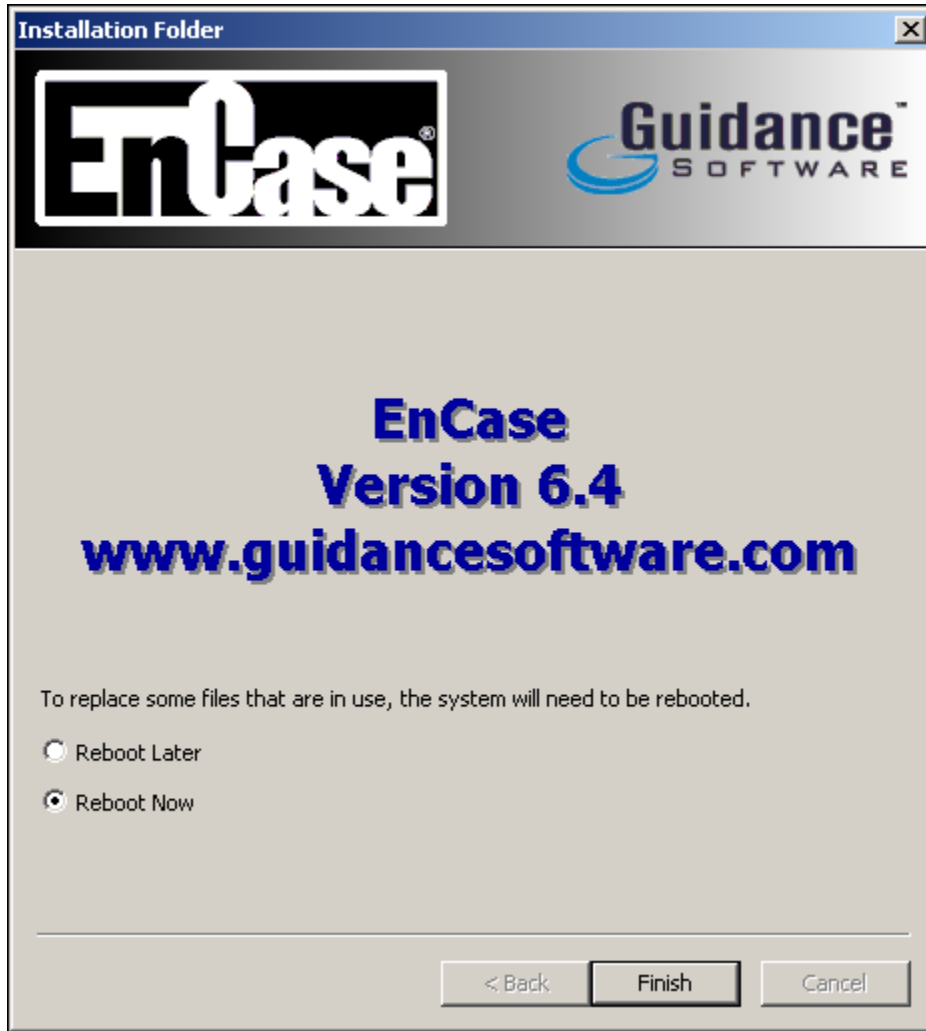 Installation Folder
EnCase®
Guidance™
SOFTWARE
EnCase
Version 6.4
www.guidancesoftware.com
To replace some files that are in use, the system will need to be rebooted.
Reboot Later
Reboot Now
< Back
Finish
Cancel